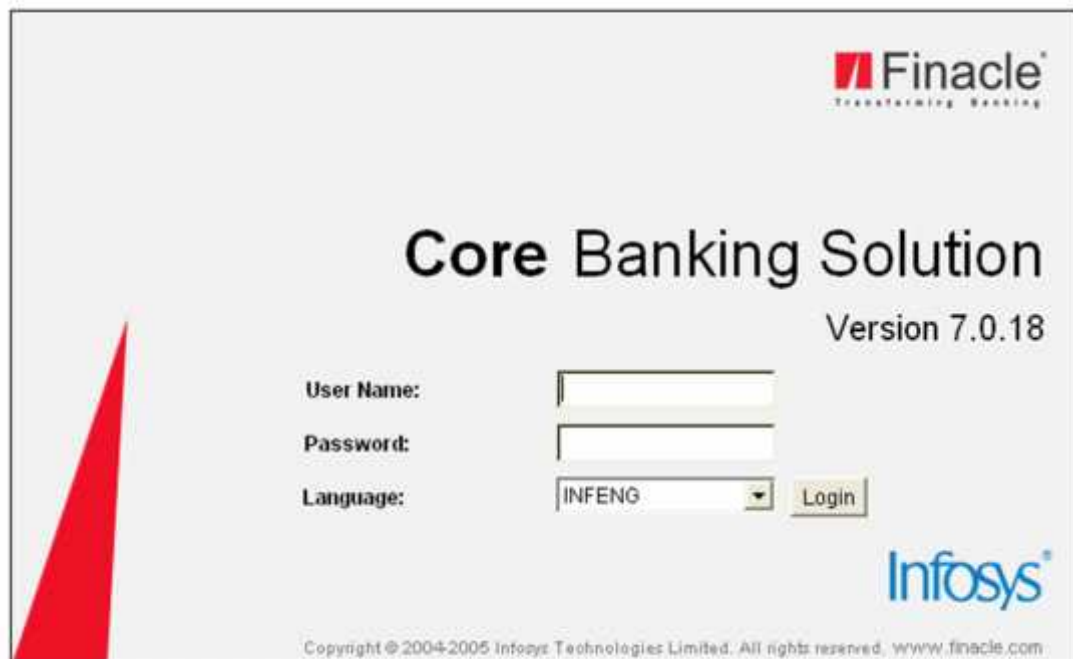 Finacle
Transforming Banking
Core Banking Solution
Version 7.0.18
User Name:
Password:
Language: INFENG Login
Infosys®
Copyright © 2004-2005 Infosys Technologies Limited. All rights reserved. www.finacle.com